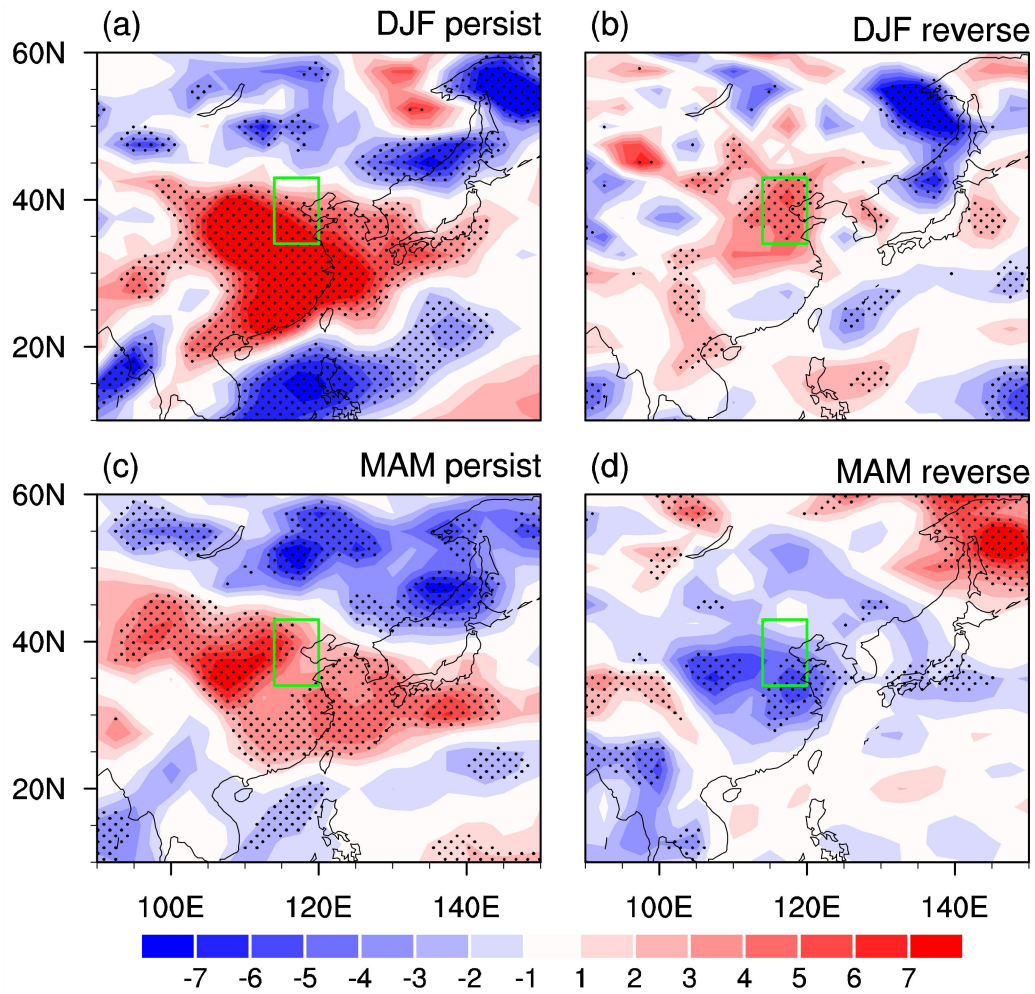 (a) DJF persist
(b) DJF reverse
60N
40N
20N
(c) MAM persist
(d) MAM reverse
60N
40N
20N
100E 120E 140E
100E 120E 140E
-7 -6 -5 -4 -3 -2 -1 1 2 3 4 5 6 7